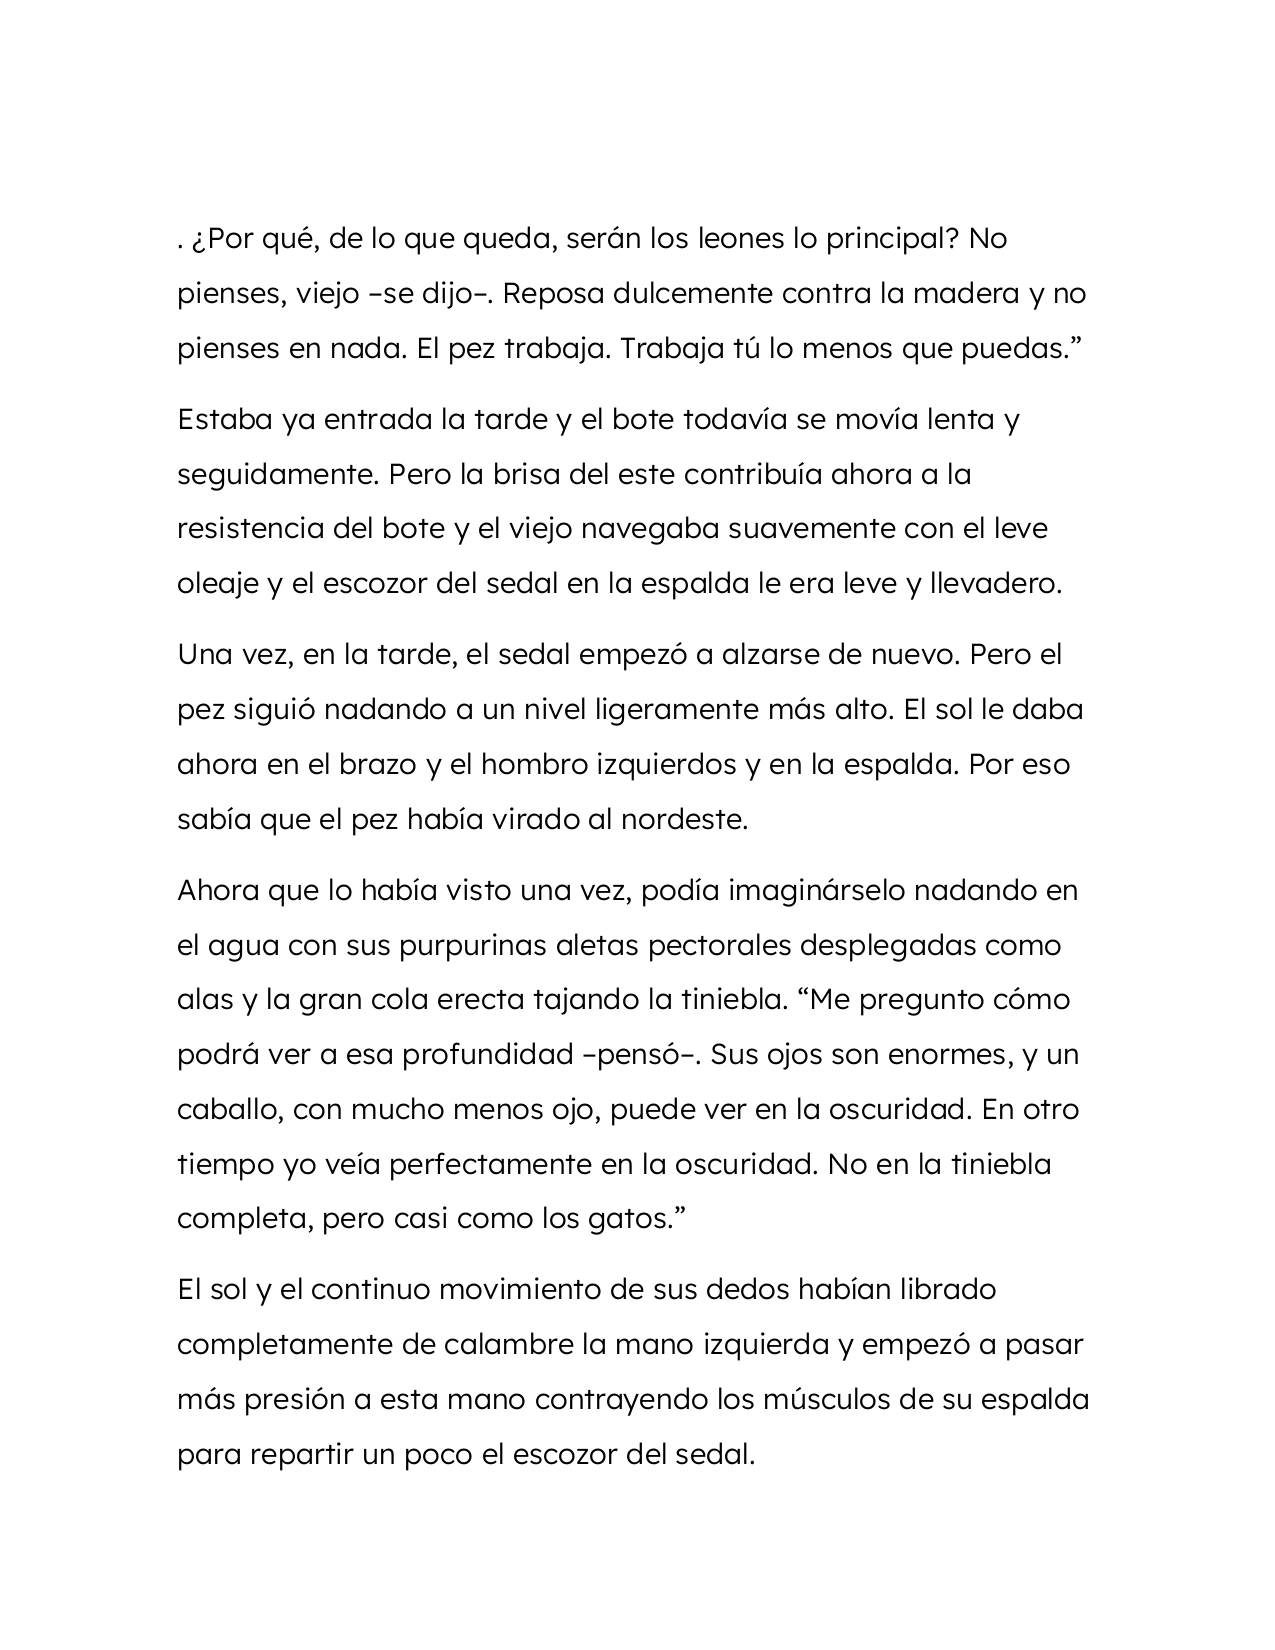 . ¿Por qué, de lo que queda, serán los leones lo principal? No
pienses, viejo –se dijo–. Reposa dulcemente contra la madera y no
pienses en nada. El pez trabaja. Trabaja tú lo menos que puedas.”
Estaba ya entrada la tarde y el bote todavía se movía lenta y
seguidamente. Pero la brisa del este contribuía ahora a la
resistencia del bote y el viejo navegaba suavemente con el leve
oleaje y el escozor del sedal en la espalda le era leve y llevadero.
Una vez, en la tarde, el sedal empezó a alzarse de nuevo. Pero el
pez siguió nadando a un nivel ligeramente más alto. El sol le daba
ahora en el brazo y el hombro izquierdos y en la espalda. Por eso
sabía que el pez había virado al nordeste.
Ahora que lo había visto una vez, podía imaginárselo nadando en
el agua con sus purpurinas aletas pectorales desplegadas como
alas y la gran cola erecta tajando la tiniebla. “Me pregunto cómo
podrá ver a esa profundidad –pensó–. Sus ojos son enormes, y un
caballo, con mucho menos ojo, puede ver en la oscuridad. En otro
tiempo yo veía perfectamente en la oscuridad. No en la tiniebla
completa, pero casi como los gatos.”
El sol y el continuo movimiento de sus dedos habían librado
completamente de calambre la mano izquierda y empezó a pasar
más presión a esta mano contrayendo los músculos de su espalda
para repartir un poco el escozor del sedal.